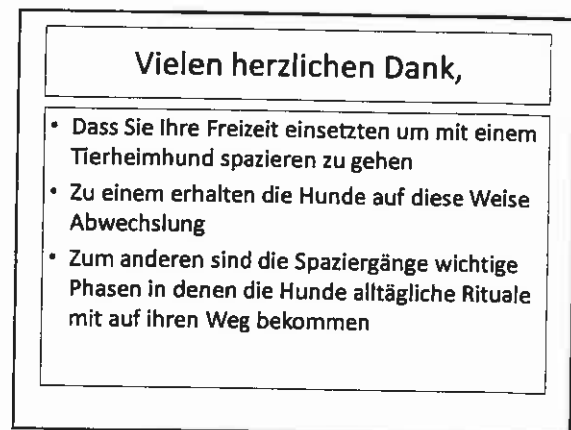 Vielen herzlichen Dank,
• Dass Sie Ihre Freizeit einsetzten um mit einem
Tierheimhund spazieren zu gehen
• Zu einem erhalten die Hunde auf diese Weise
Abwechslung
• Zum anderen sind die Spaziergänge wichtige
Phasen in denen die Hunde alltägliche Rituale
mit auf ihren Weg bekommen